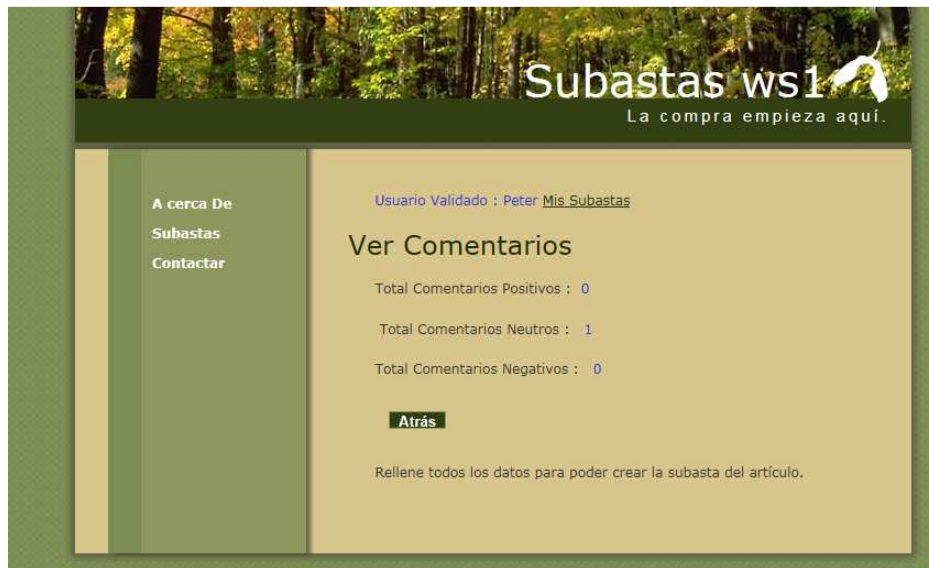 Subastas ws1
La compra empieza aquí.
A cerca De
Subastas
Contactar
Usuario Validado : Peter Mis Subastas
Ver Comentarios
Total Comentarios Positivos : 0
Total Comentarios Neutros : 1
Total Comentarios Negativos : 0
Atrás
Rellene todos los datos para poder crear la subasta del artículo.